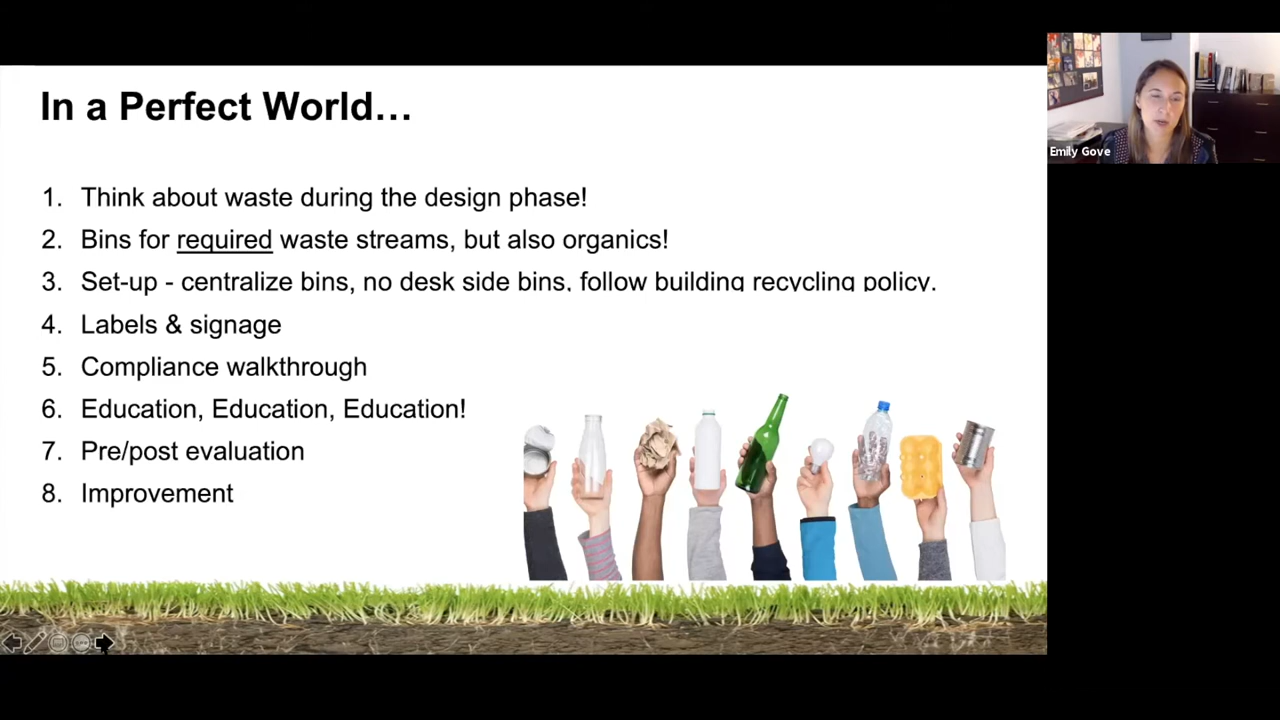 In a Perfect World…
1. Think about waste during the design phase!
2. Bins for required waste streams, but also organics!
3. Set-up - centralize bins, no desk side bins, follow building recycling policy.
4. Labels & signage
5. Compliance walkthrough
6. Education, Education, Education!
7. Pre/post evaluation
8. Improvement
Emily Gove